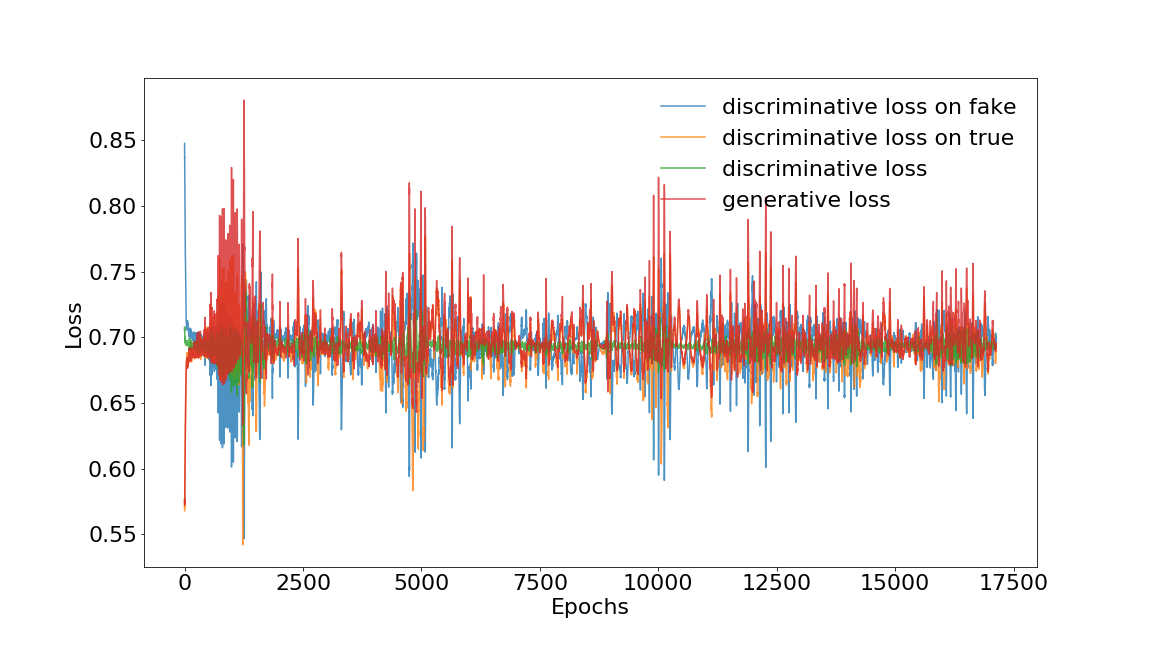 discriminative loss on fake
discriminative loss on true
discriminative loss
generative loss
0.85
0.80
0.75
0.70
0.65
0.60
0.55
Loss
0
2500
5000
7500
10000
12500
15000
17500
Epochs